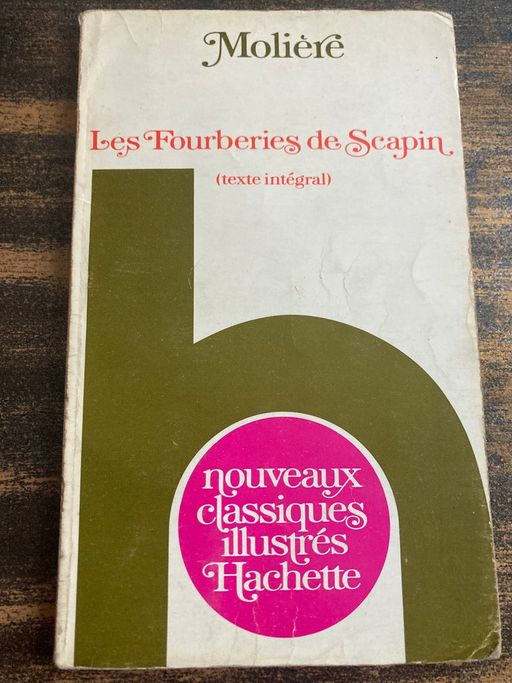 Molière
Les Fourberies de Scapin
(texte intégral)
nouveaux
classiques
illustrés
Hachette